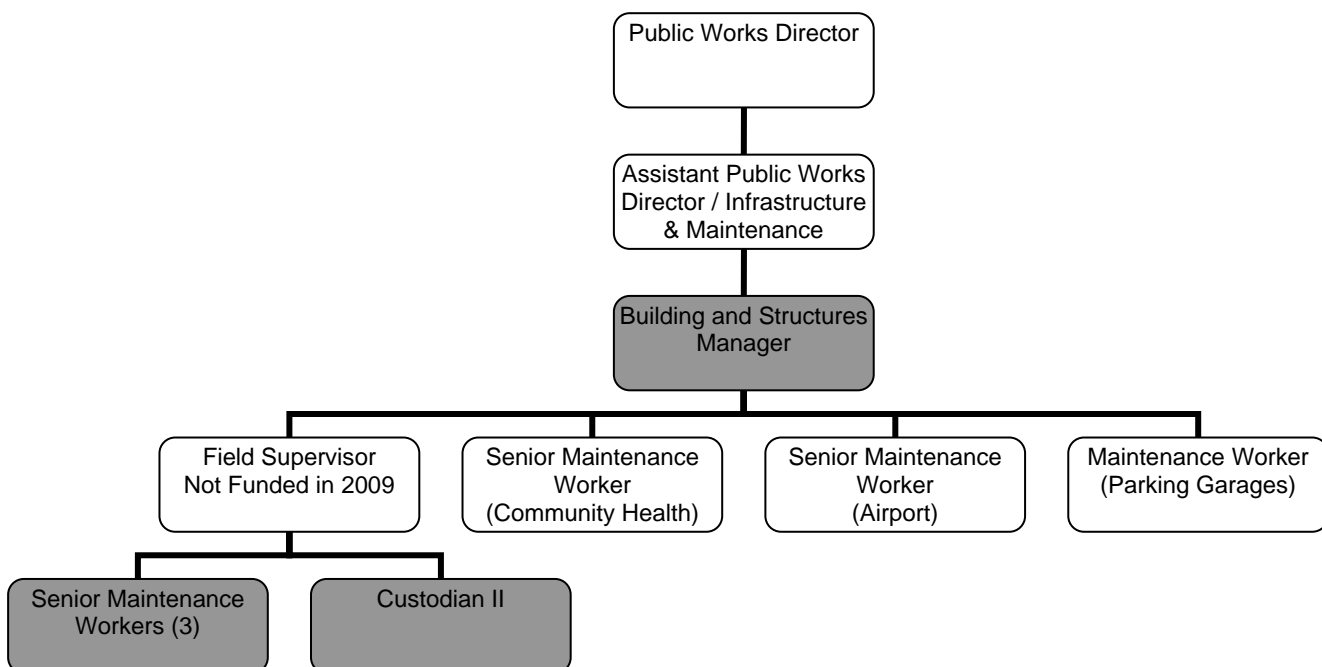 Public Works Director
Assistant Public Works
Director / Infrastructure
& Maintenance
Building and Structures
Manager
Field Supervisor
Not Funded in 2009
Senior Maintenance
Worker
(Community Health)
Senior Maintenance
Worker
(Airport)
Maintenance Worker
(Parking Garages)
Senior Maintenance
Workers (3)
Custodian II